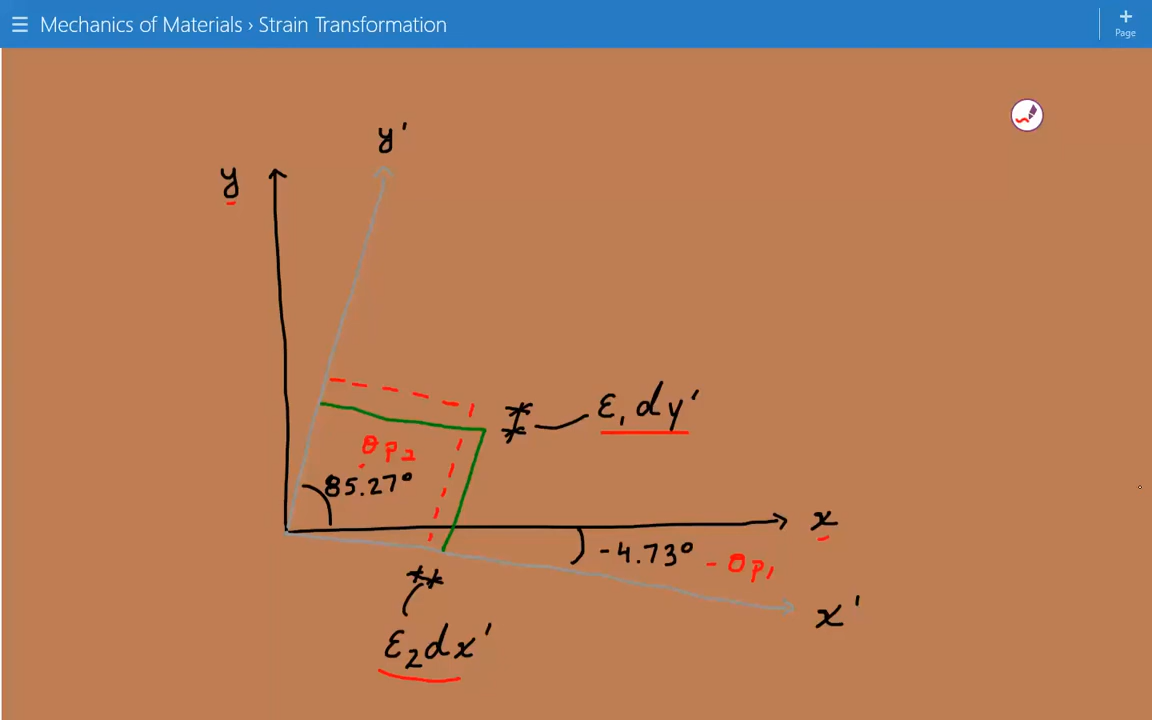 Mechanics of Materials › Strain Transformation
+
Page
y'
y
ε₁dy'
θp₂
85.27°
x
-4.73° - θp₁
x'
ε₂dx'